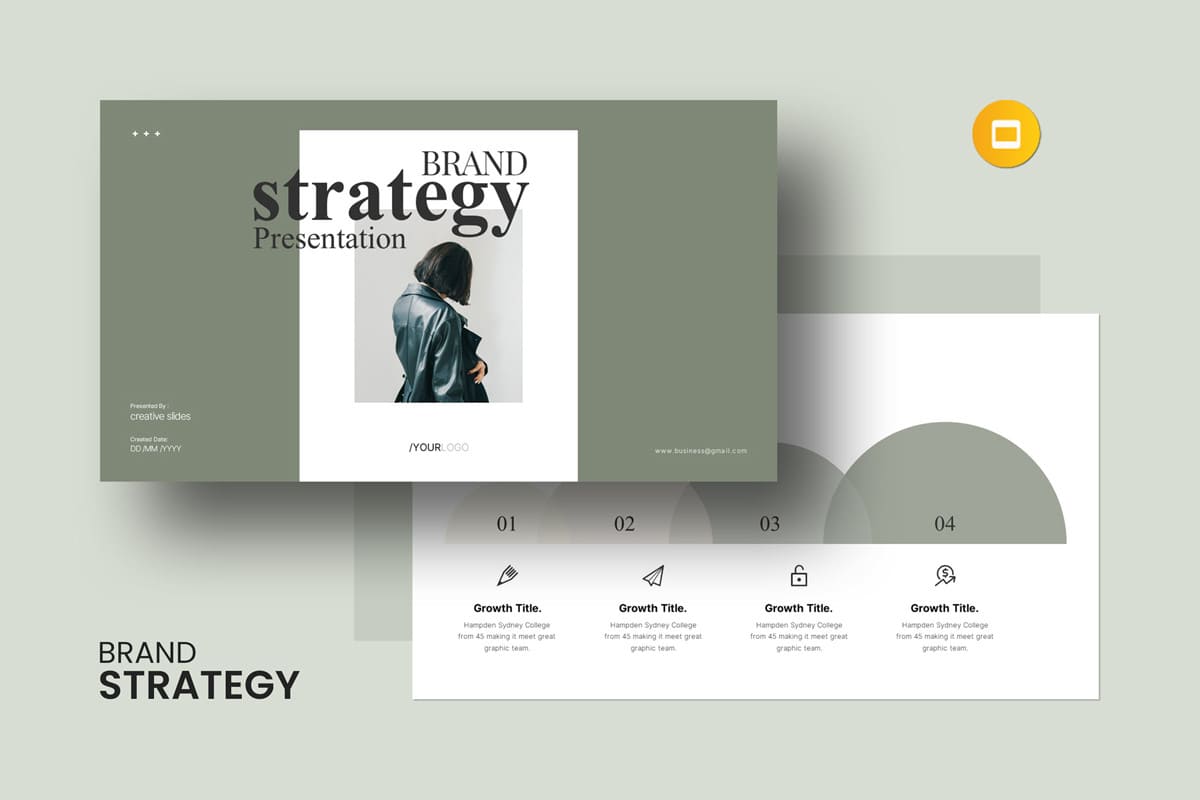 + + +
BRAND
strategy
Presentation
Presented By :
creative slides
Created Date:
DD /MM /YYYY
/YOURLOGO
www.business@gmail.com
01
02
03
04
Growth Title.
Hampden Sydney College
from 45 making it meet great
graphic team.
Growth Title.
Hampden Sydney College
from 45 making it meet great
graphic team.
Growth Title.
Hampden Sydney College
from 45 making it meet great
graphic team.
Growth Title.
Hampden Sydney College
from 45 making it meet great
graphic team.
BRAND
STRATEGY